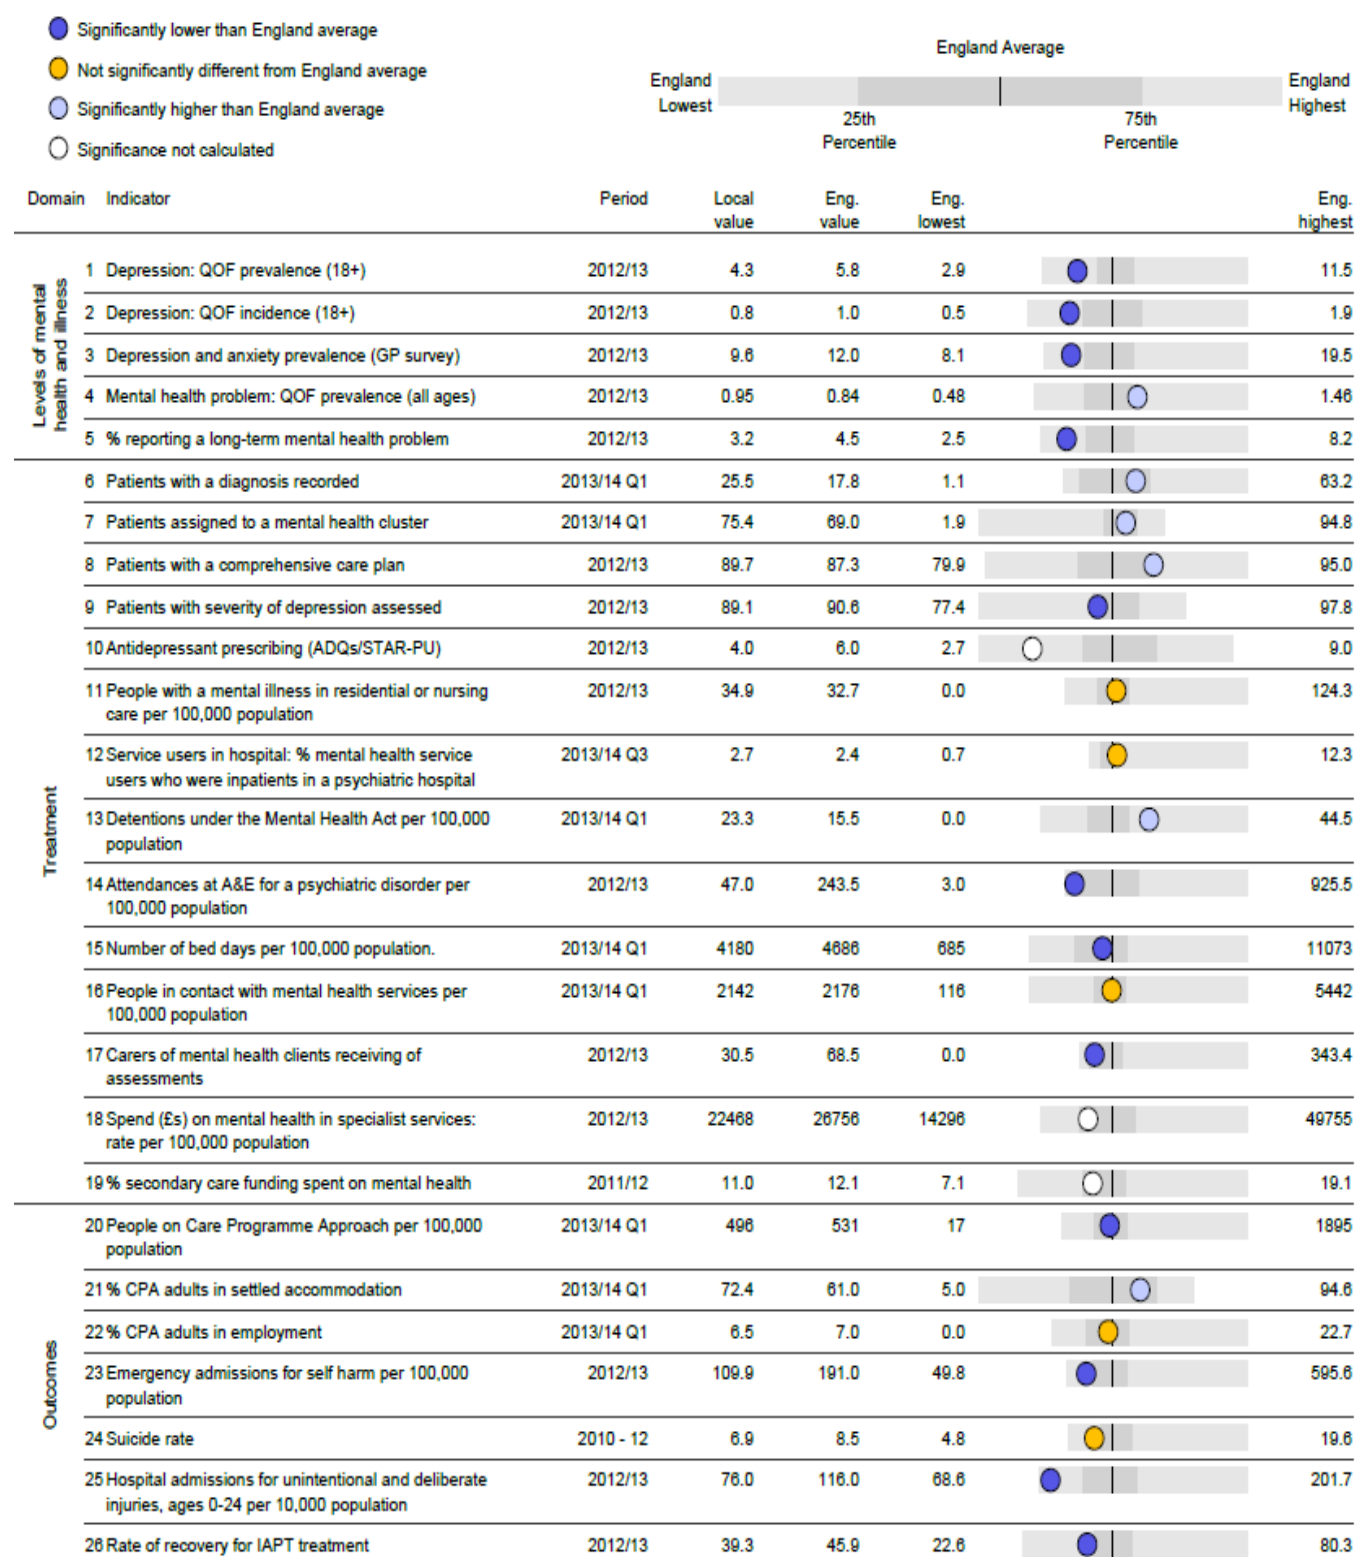 Significantly lower than England average
Not significantly different from England average
Significantly higher than England average
Significance not calculated
England Average
England Lowest
England Highest
25th Percentile
75th Percentile
Domain Indicator Period Local value Eng. value Eng. lowest Eng. highest
Levels of mental health and illness
1 Depression: QOF prevalence (18+) 2012/13 4.3 5.8 2.9 11.5
2 Depression: QOF incidence (18+) 2012/13 0.8 1.0 0.5 1.9
3 Depression and anxiety prevalence (GP survey) 2012/13 9.6 12.0 8.1 19.5
4 Mental health problem: QOF prevalence (all ages) 2012/13 0.95 0.84 0.48 1.46
5 % reporting a long-term mental health problem 2012/13 3.2 4.5 2.5 8.2
Treatment
6 Patients with a diagnosis recorded 2013/14 Q1 25.5 17.8 1.1 63.2
7 Patients assigned to a mental health cluster 2013/14 Q1 75.4 69.0 1.9 94.8
8 Patients with a comprehensive care plan 2012/13 89.7 87.3 79.9 95.0
9 Patients with severity of depression assessed 2012/13 89.1 90.6 77.4 97.8
10 Antidepressant prescribing (ADQs/STAR-PU) 2012/13 4.0 6.0 2.7 9.0
11 People with a mental illness in residential or nursing 2012/13 34.9 32.7 0.0 124.3
care per 100,000 population
12 Service users in hospital: % mental health service 2013/14 Q3 2.7 2.4 0.7 12.3
users who were inpatients in a psychiatric hospital
13 Detentions under the Mental Health Act per 100,000 2013/14 Q1 23.3 15.5 0.0 44.5
population
14 Attendances at A&E for a psychiatric disorder per 2012/13 47.0 243.5 3.0 925.5
100,000 population
15 Number of bed days per 100,000 population. 2013/14 Q1 4180 4686 685 11073
16 People in contact with mental health services per 2013/14 Q1 2142 2176 116 5442
100,000 population
17 Carers of mental health clients receiving of 2012/13 30.5 68.5 0.0 343.4
assessments
18 Spend (£s) on mental health in specialist services: 2012/13 22468 26756 14296 49755
rate per 100,000 population
19 % secondary care funding spent on mental health 2011/12 11.0 12.1 7.1 19.1
Outcomes
20 People on Care Programme Approach per 100,000 2013/14 Q1 496 531 17 1895
population
21 % CPA adults in settled accommodation 2013/14 Q1 72.4 61.0 5.0 94.6
22 % CPA adults in employment 2013/14 Q1 6.5 7.0 0.0 22.7
23 Emergency admissions for self harm per 100,000 2012/13 109.9 191.0 49.8 595.6
population
24 Suicide rate 2010 - 12 6.9 8.5 4.8 19.6
25 Hospital admissions for unintentional and deliberate 2012/13 76.0 116.0 68.6 201.7
injuries, ages 0-24 per 10,000 population
26 Rate of recovery for IAPT treatment 2012/13 39.3 45.9 22.6 80.3